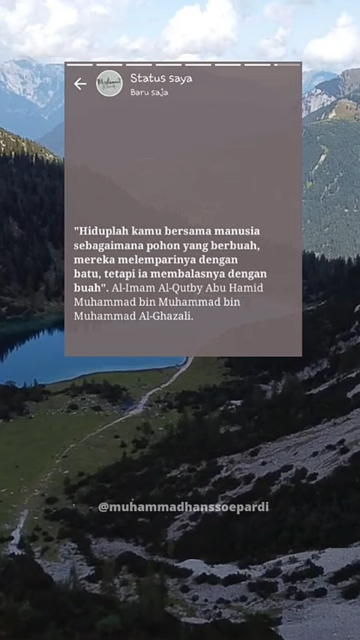 Status saya
Baru saja
"Hiduplah kamu bersama manusia
sebagaimana pohon yang berbuah,
mereka melemparinya dengan
batu, tetapi ia membalasnya dengan
buah". Al-Imam Al-Qutby Abu Hamid
Muhammad bin Muhammad bin
Muhammad Al-Ghazali.
@muhammadhanssoepardi